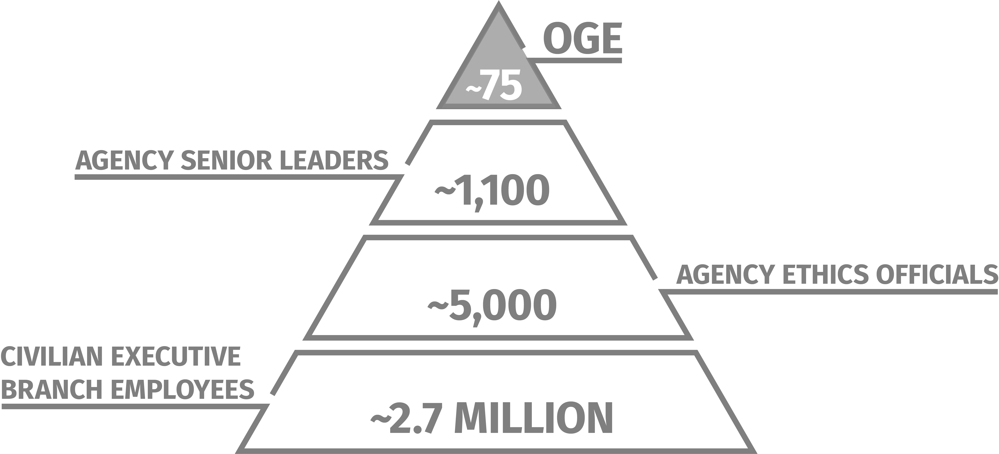 OGE
~75
AGENCY SENIOR LEADERS
~1,100
AGENCY ETHICS OFFICIALS
~5,000
CIVILIAN EXECUTIVE
BRANCH EMPLOYEES
~2.7 MILLION